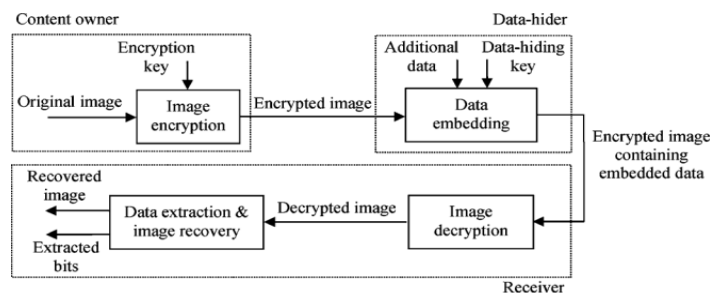 Content owner
Data-hider
Encryption
key
Additional
data
Data-hiding
key
Original image
Image
encryption
Encrypted image
Data
embedding
Encrypted image
containing
embedded data
Recovered
image
Data extraction &
image recovery
Decrypted image
Image
decryption
Extracted
bits
Receiver